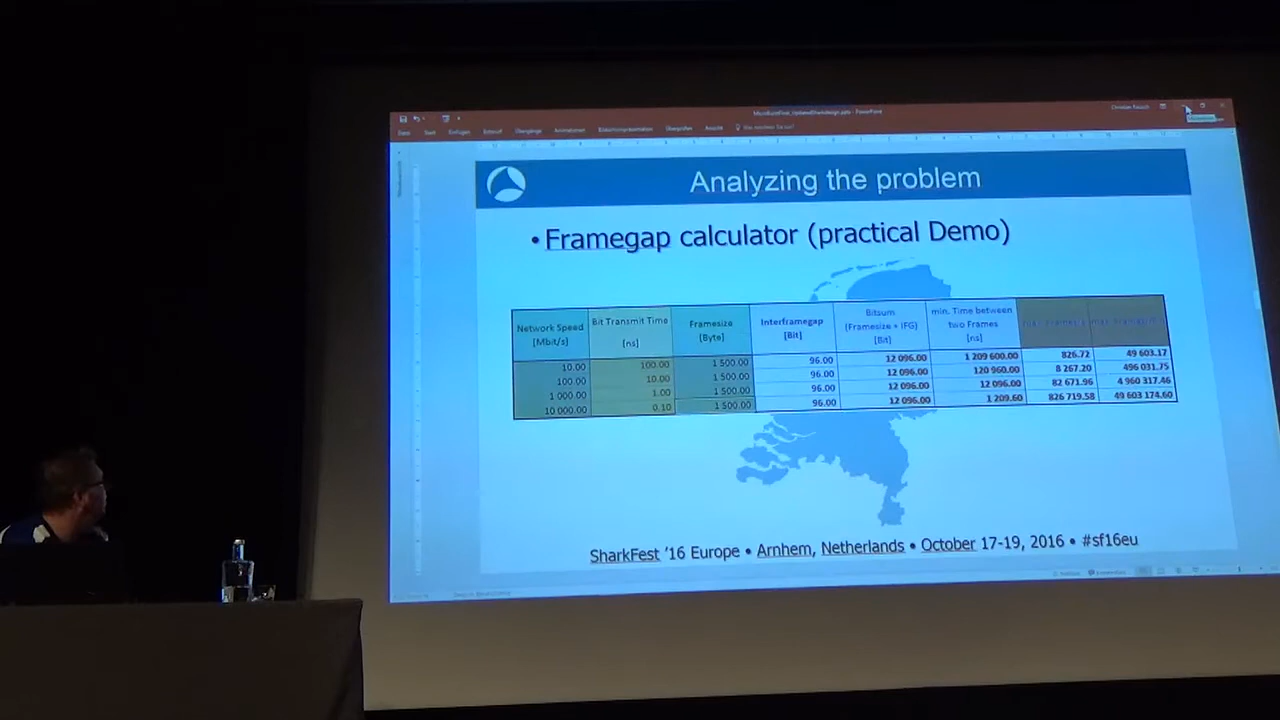 Christian Rausch
Analyzing the problem
• Framegap calculator (practical Demo)
Network Speed [Mbit/s] Bit Transmit Time [ns] Framesize [Byte] Interframegap [Bit] Bitsum (Framesize + IFG) [Bit] min. Time between two Frames [ns]
10.00 100.00 1 500.00 96.00 12 096.00 1 209 600.00 826.72 49 603.17
100.00 10.00 1 500.00 96.00 12 096.00 120 960.00 8 267.20 496 031.75
1 000.00 1.00 1 500.00 96.00 12 096.00 12 096.00 82 671.96 4 960 317.46
10 000.00 0.10 1 500.00 96.00 12 096.00 1 209.60 826 719.58 49 603 174.60
SharkFest '16 Europe • Arnhem, Netherlands • October 17-19, 2016 • #sf16eu